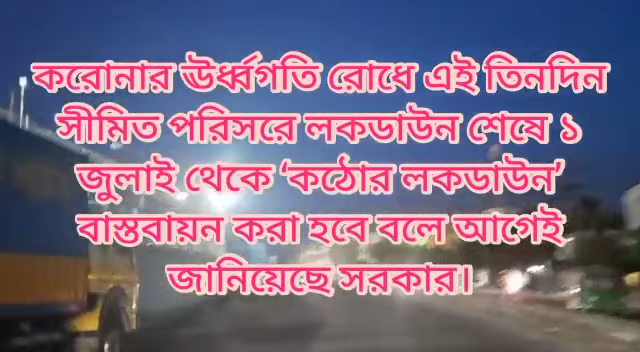 করোনার ঊর্ধ্বগতি রোধে এই তিনদিন
সীমিত পরিসরে লকডাউন শেষে ১
জুলাই থেকে ‘কঠোর লকডাউন’
বাস্তবায়ন করা হবে বলে আগেই
জানিয়েছে সরকার।